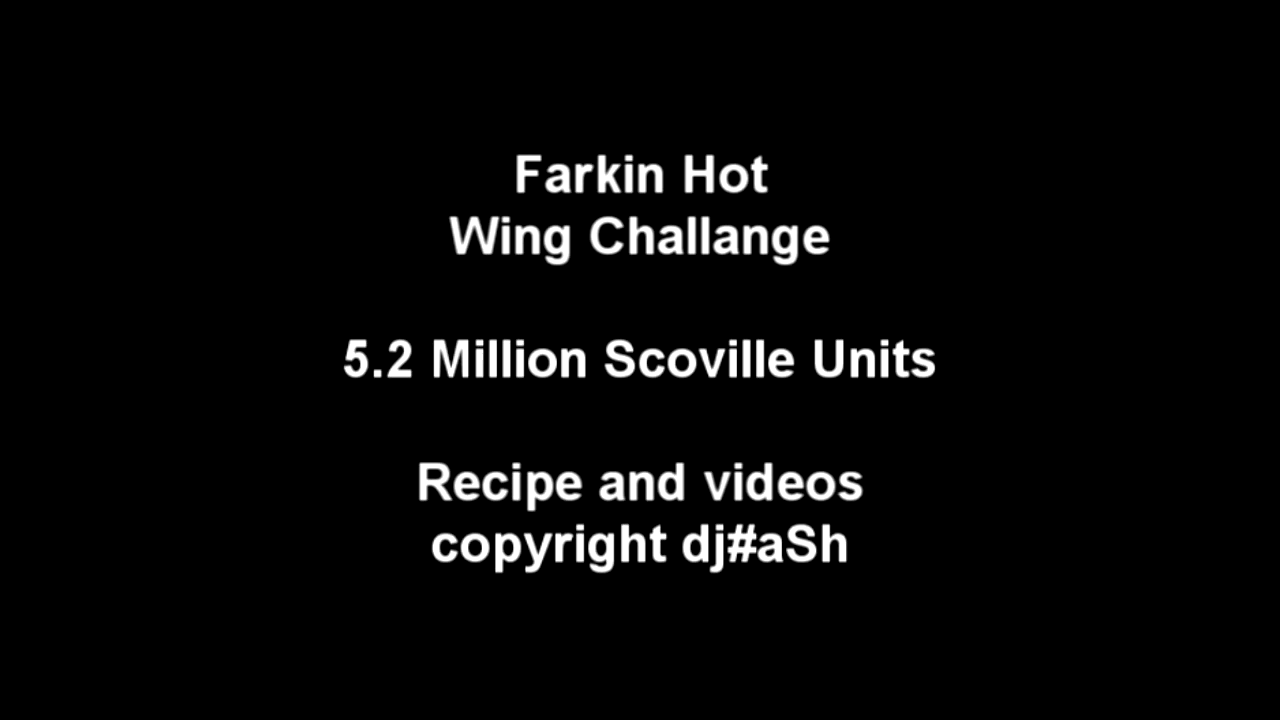 Farkin Hot
Wing Challange
5.2 Million Scoville Units
Recipe and videos
copyright dj#aSh